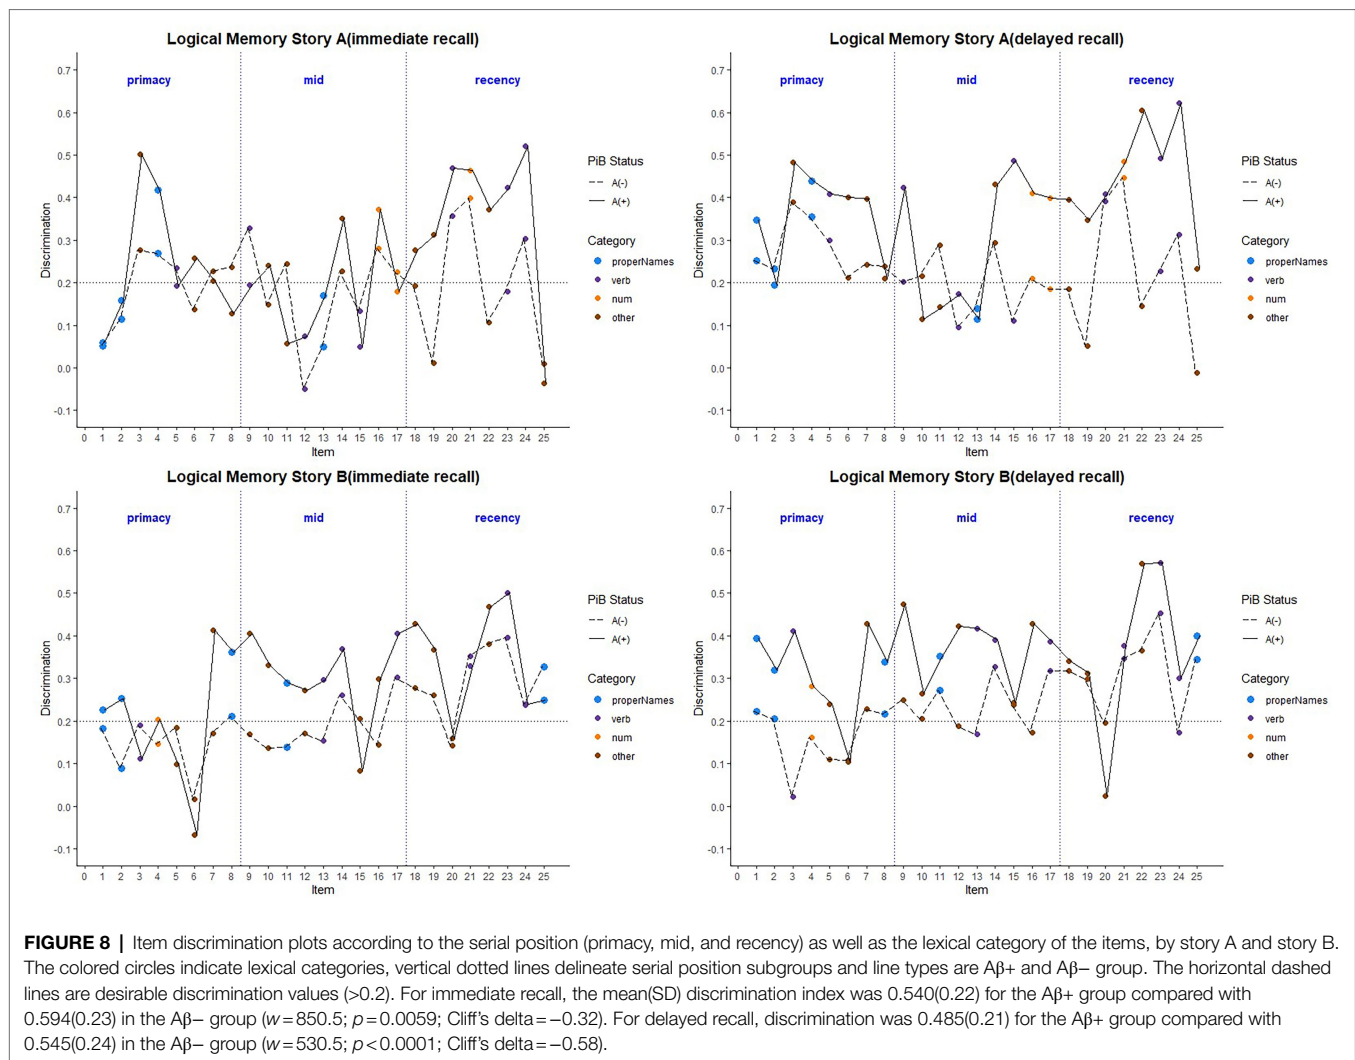 Logical Memory Story A(immediate recall)
primacy
mid
recency
0.7
0.6
0.5
0.4
0.3
0.2
0.1
0.0
-0.1
Discrimination
0 1 2 3 4 5 6 7 8 9 10 11 12 13 14 15 16 17 18 19 20 21 22 23 24 25
Item
PiB Status
A(-)
A(+)
Category
properNames
verb
num
other
Logical Memory Story A(delayed recall)
primacy
mid
recency
0.7
0.6
0.5
0.4
0.3
0.2
0.1
0.0
-0.1
Discrimination
0 1 2 3 4 5 6 7 8 9 10 11 12 13 14 15 16 17 18 19 20 21 22 23 24 25
Item
PiB Status
A(-)
A(+)
Category
properNames
verb
num
other
Logical Memory Story B(immediate recall)
primacy
mid
recency
0.7
0.6
0.5
0.4
0.3
0.2
0.1
0.0
-0.1
Discrimination
0 1 2 3 4 5 6 7 8 9 10 11 12 13 14 15 16 17 18 19 20 21 22 23 24 25
Item
PiB Status
A(-)
A(+)
Category
properNames
verb
num
other
Logical Memory Story B(delayed recall)
primacy
mid
recency
0.7
0.6
0.5
0.4
0.3
0.2
0.1
0.0
-0.1
Discrimination
0 1 2 3 4 5 6 7 8 9 10 11 12 13 14 15 16 17 18 19 20 21 22 23 24 25
Item
PiB Status
A(-)
A(+)
Category
properNames
verb
num
other
FIGURE 8 | Item discrimination plots according to the serial position (primacy, mid, and recency) as well as the lexical category of the items, by story A and story B.
The colored circles indicate lexical categories, vertical dotted lines delineate serial position subgroups and line types are Aβ+ and Aβ− group. The horizontal dashed
lines are desirable discrimination values (>0.2). For immediate recall, the mean(SD) discrimination index was 0.540(0.22) for the Aβ+ group compared with
0.594(0.23) in the Aβ− group (w=850.5; p=0.0059; Cliff's delta=−0.32). For delayed recall, discrimination was 0.485(0.21) for the Aβ+ group compared with
0.545(0.24) in the Aβ− group (w=530.5; p<0.0001; Cliff's delta=−0.58).